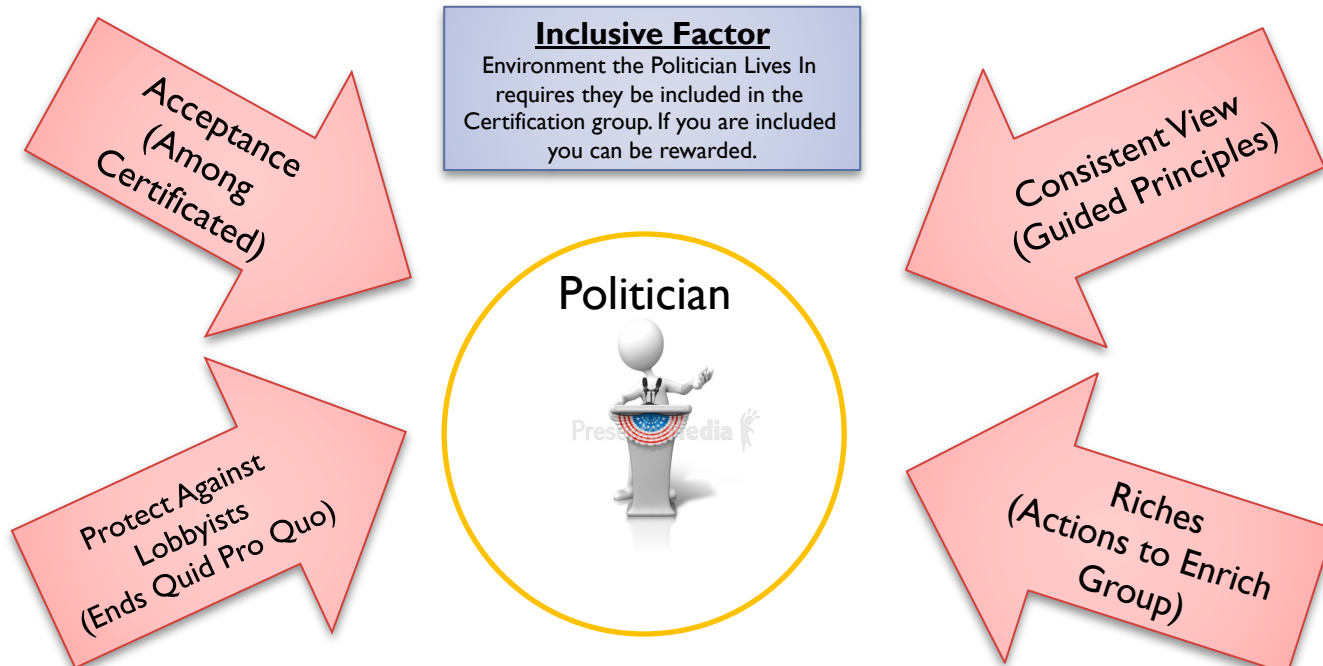 Inclusive Factor
Environment the Politician Lives In
requires they be included in the
Certification group. If you are included
you can be rewarded.
Acceptance
(Among
Certificated)
Consistent View
(Guided Principles)
Politician
Protect Against
Lobbyists
(Ends Quid Pro Quo)
Riches
(Actions to Enrich
Group)